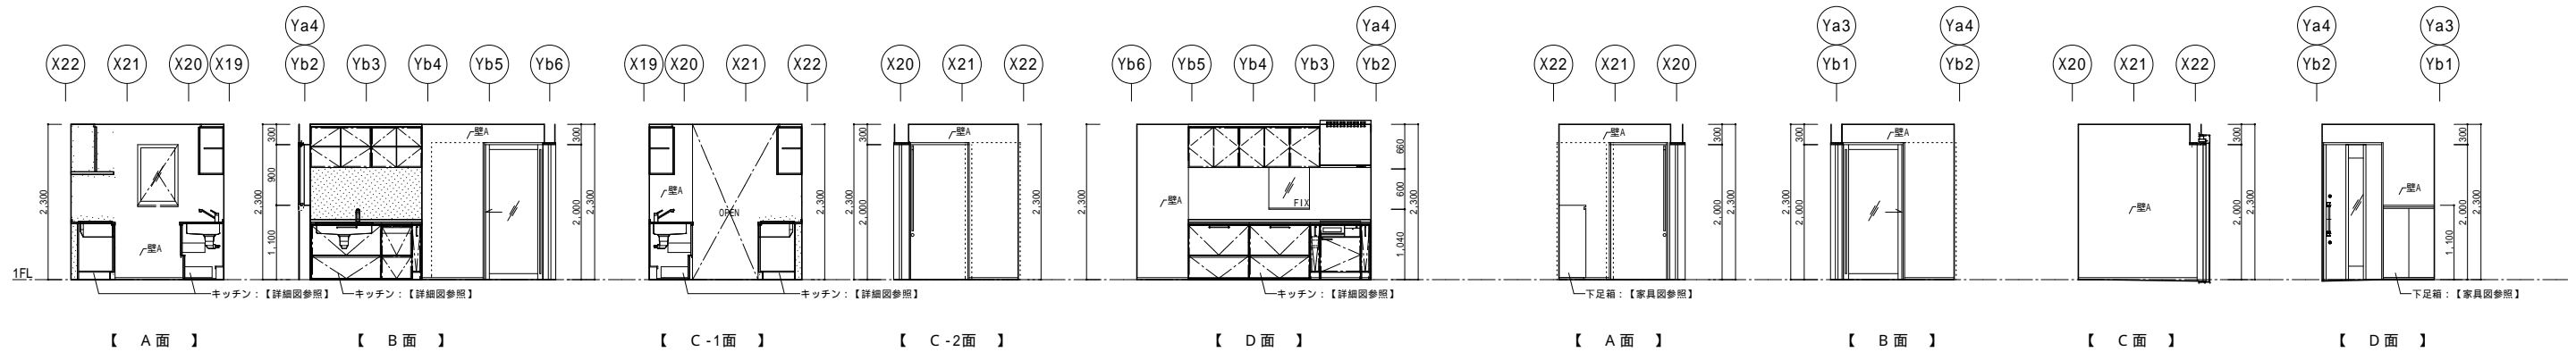 Ya4 Ya4 Ya3 Ya4 Ya4 Ya3
X22 X21 X20 X19 Yb2 Yb3 Yb4 Yb5 Yb6 X19 X20 X21 X22 X20 X21 X22 Yb6 Yb5 Yb4 Yb3 Yb2 X22 X21 X20 Yb1 Yb2 X20 X21 X22 Yb2 Yb1
2,300 壁A
2,300 300 900 1,100 壁A 300 2,000 2,300
壁A OPEN 2,300
300 2,000 2,300 壁A 2,300
2,300 壁A FIX 660 600 1,040 2,300
壁A 300 2,000 2,300
2,300 300 2,000 壁A
壁A 300 2,000 2,300
壁A 1,100 300 2,000 2,300
1FL
キッチン：【詳細図参照】 キッチン：【詳細図参照】 キッチン：【詳細図参照】 キッチン：【詳細図参照】 下足箱：【家具図参照】 下足箱：【家具図参照】
【 A面 】 【 B面 】 【 C-1面 】 【 C-2面 】 【 D面 】 【 A面 】 【 B面 】 【 C面 】 【 D面 】